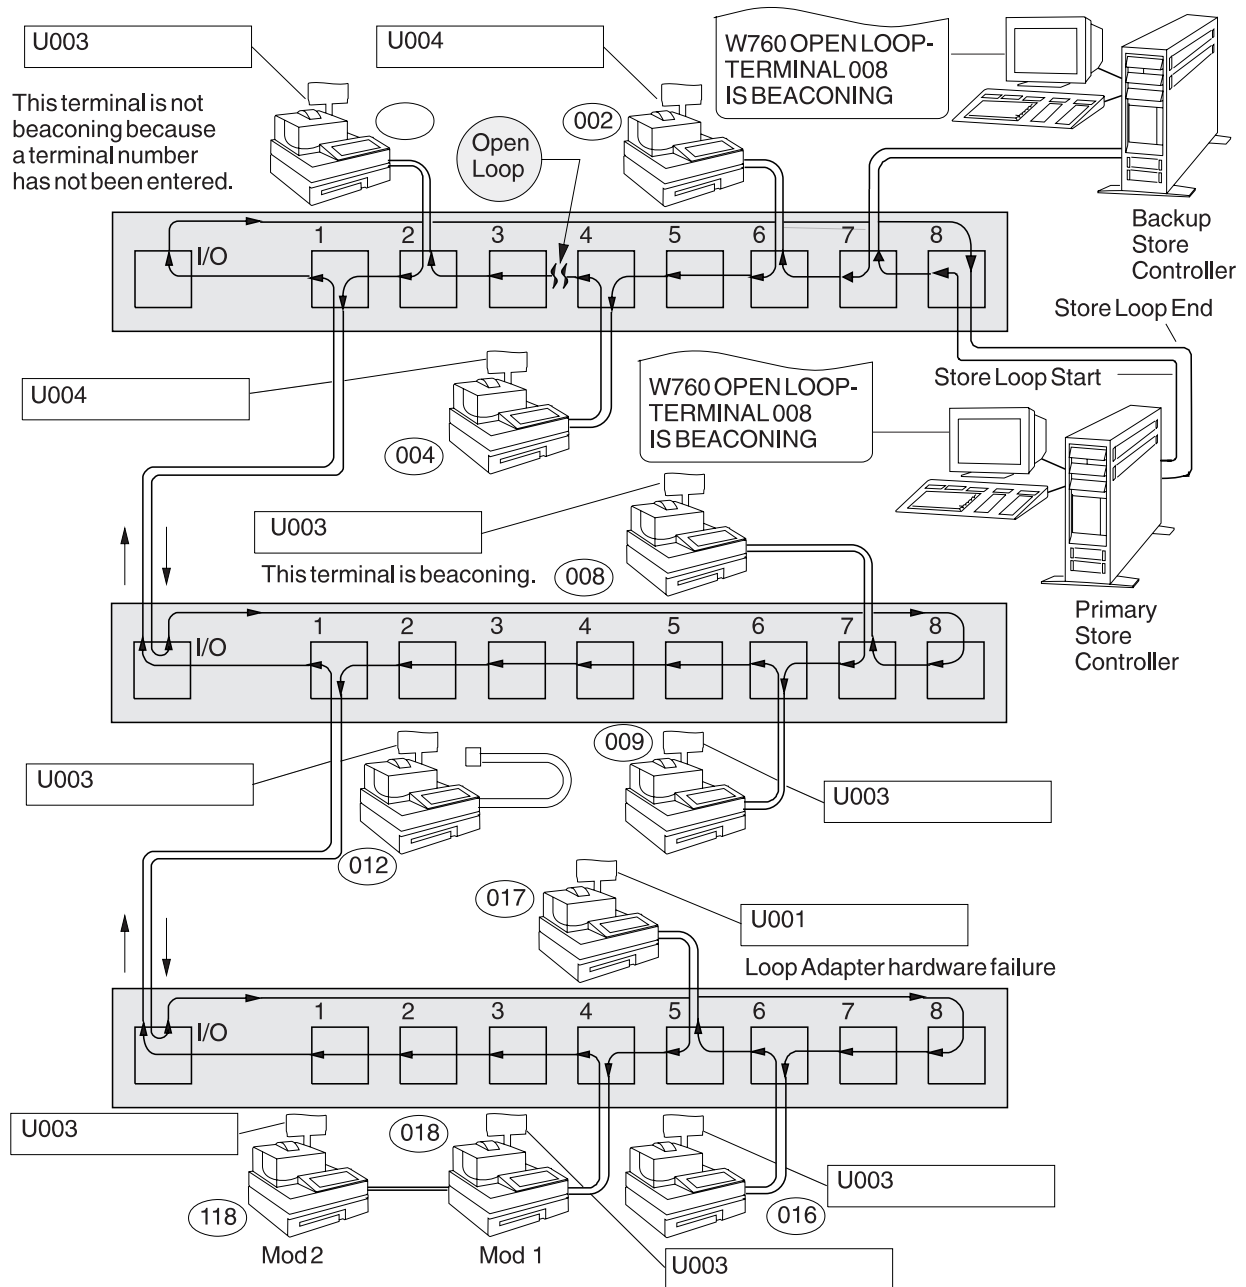 U003
U004
W760 OPEN LOOP-
TERMINAL 008
IS BEACONING
This terminal is not
beaconing because
a terminal number
has not been entered.
Open
Loop
002
Backup
Store
Controller
I/O 1 2 3 4 5 6 7 8
Store Loop End
Store Loop Start
U004
004
W760 OPEN LOOP-
TERMINAL 008
IS BEACONING
U003
This terminal is beaconing.
008
Primary
Store
Controller
I/O 1 2 3 4 5 6 7 8
U003
012
009
U003
017
U001
Loop Adapter hardware failure
I/O 1 2 3 4 5 6 7 8
U003
118
Mod 2
018
Mod 1
U003
016
U003